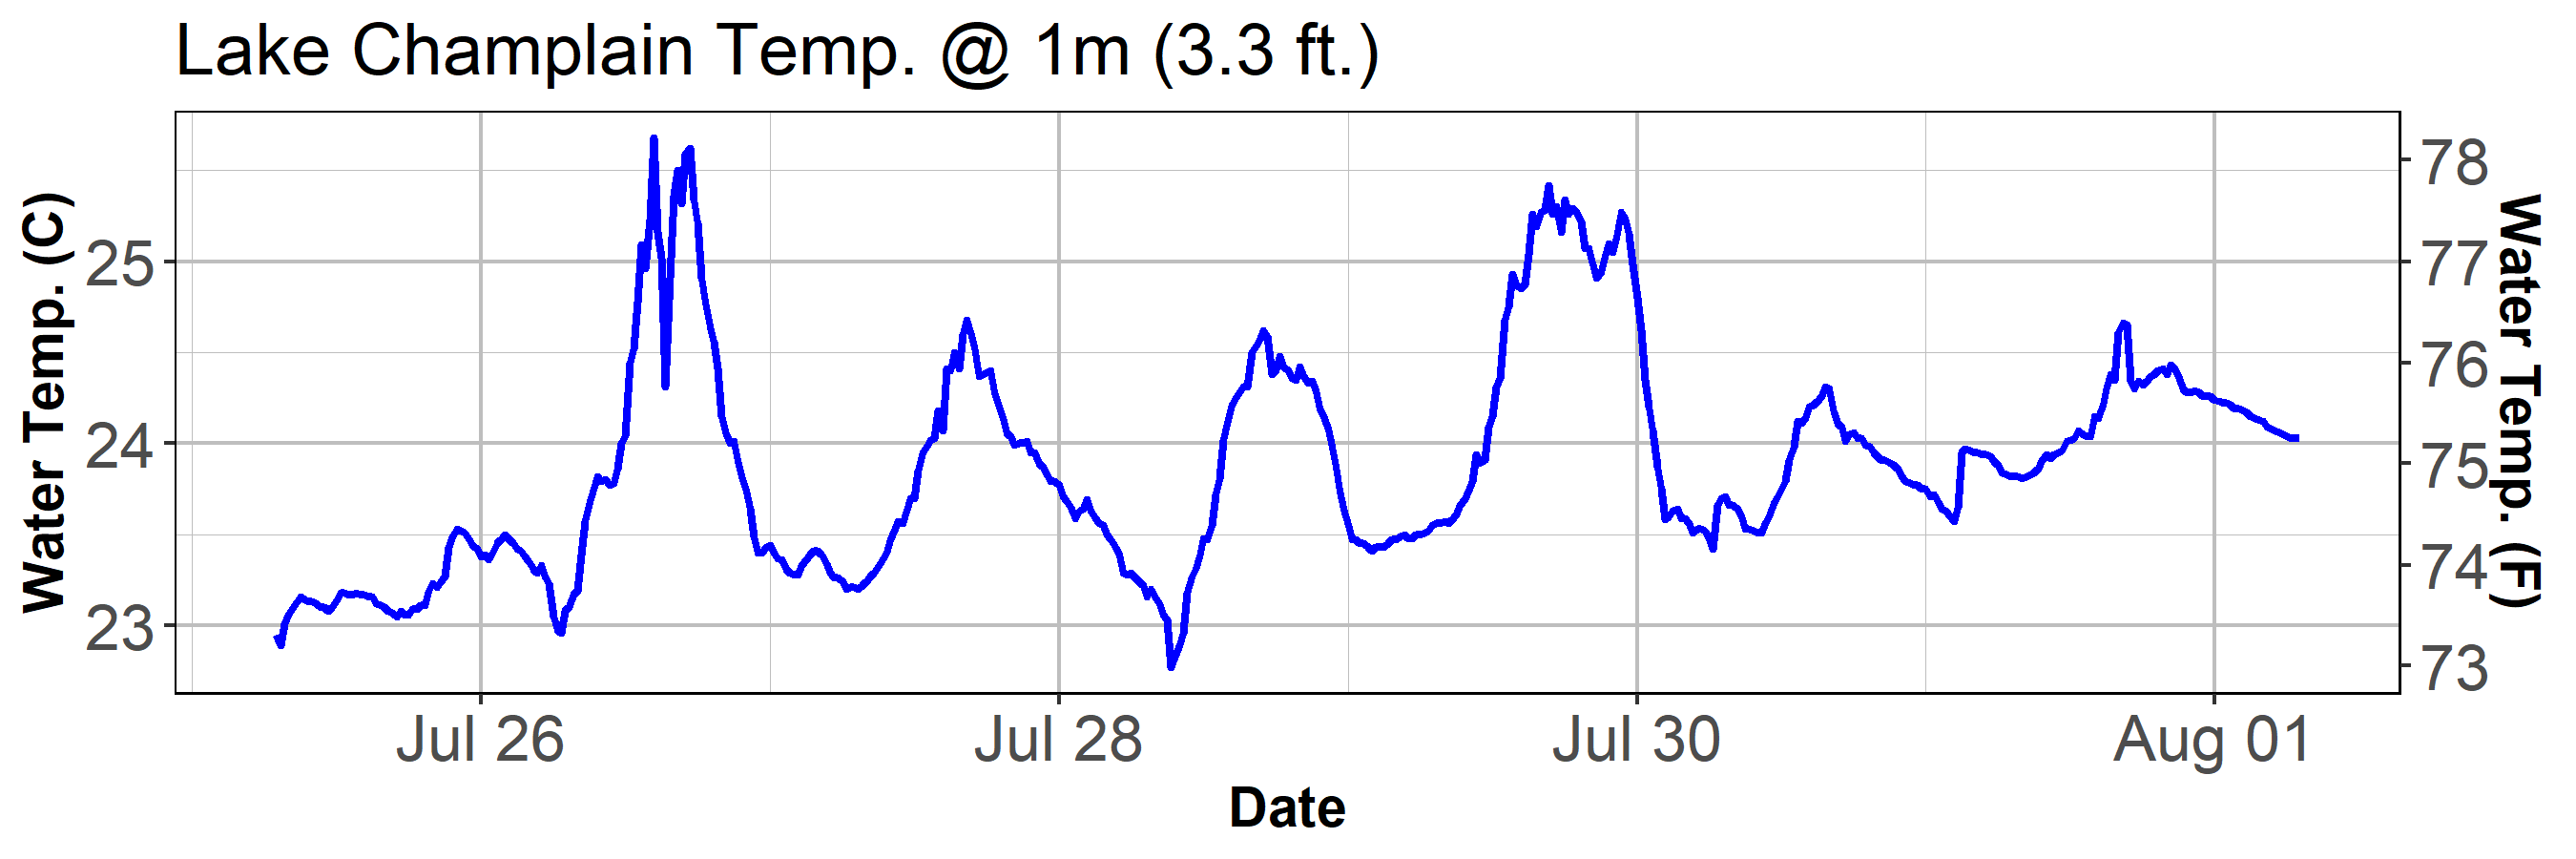 Lake Champlain Temp. @ 1m (3.3 ft.)
Water Temp. (C)
25
24
23
78
77
76
75
74
73
Water Temp. (F)
Jul 26
Jul 28
Jul 30
Aug 01
Date